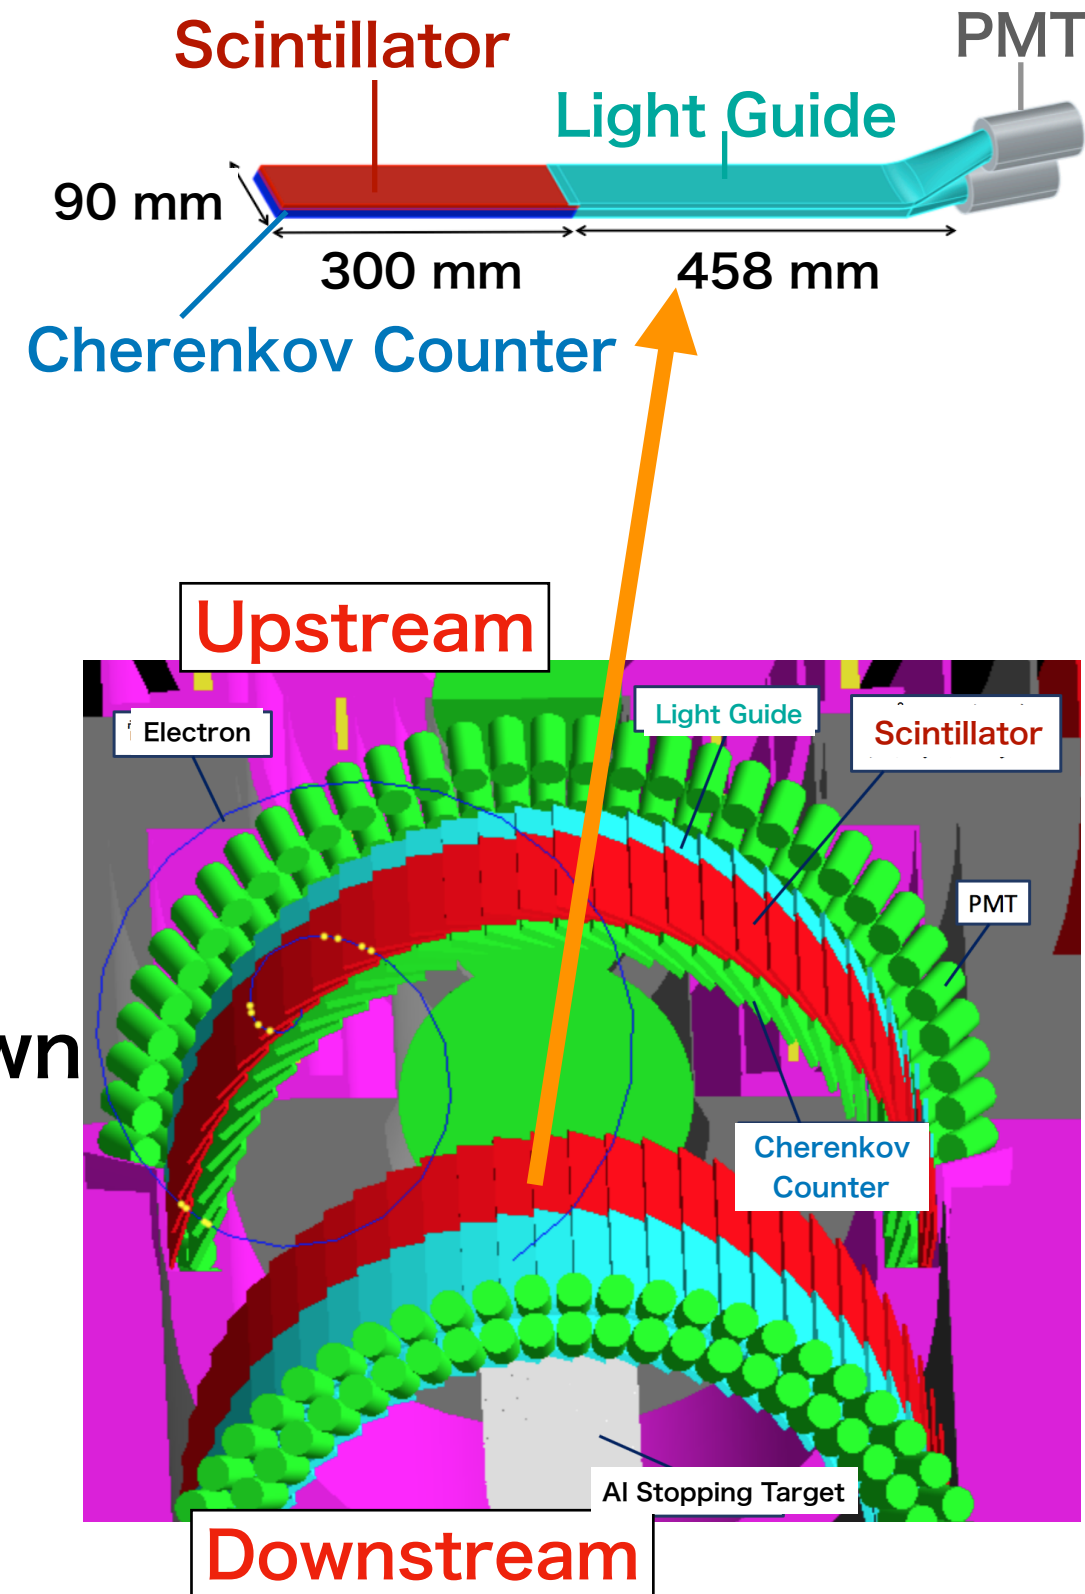 Scintillator
PMT
Light Guide
90 mm
300 mm
458 mm
Cherenkov Counter
Upstream
Electron
Light Guide
Scintillator
PMT
wn
Cherenkov
Counter
Al Stopping Target
Downstream